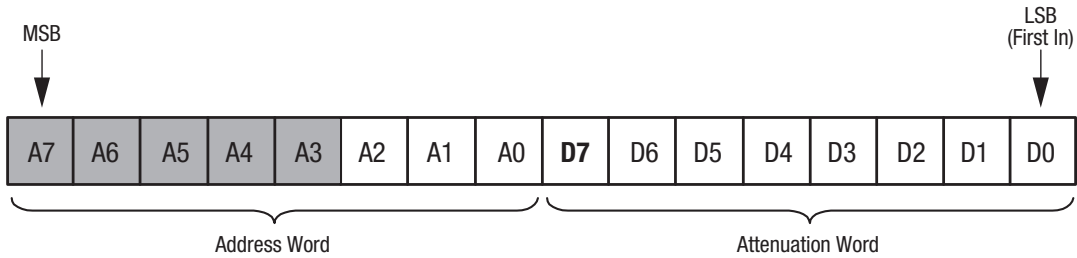 MSB
LSB
(First In)
A7 A6 A5 A4 A3 A2 A1 A0 D7 D6 D5 D4 D3 D2 D1 D0
Address Word
Attenuation Word